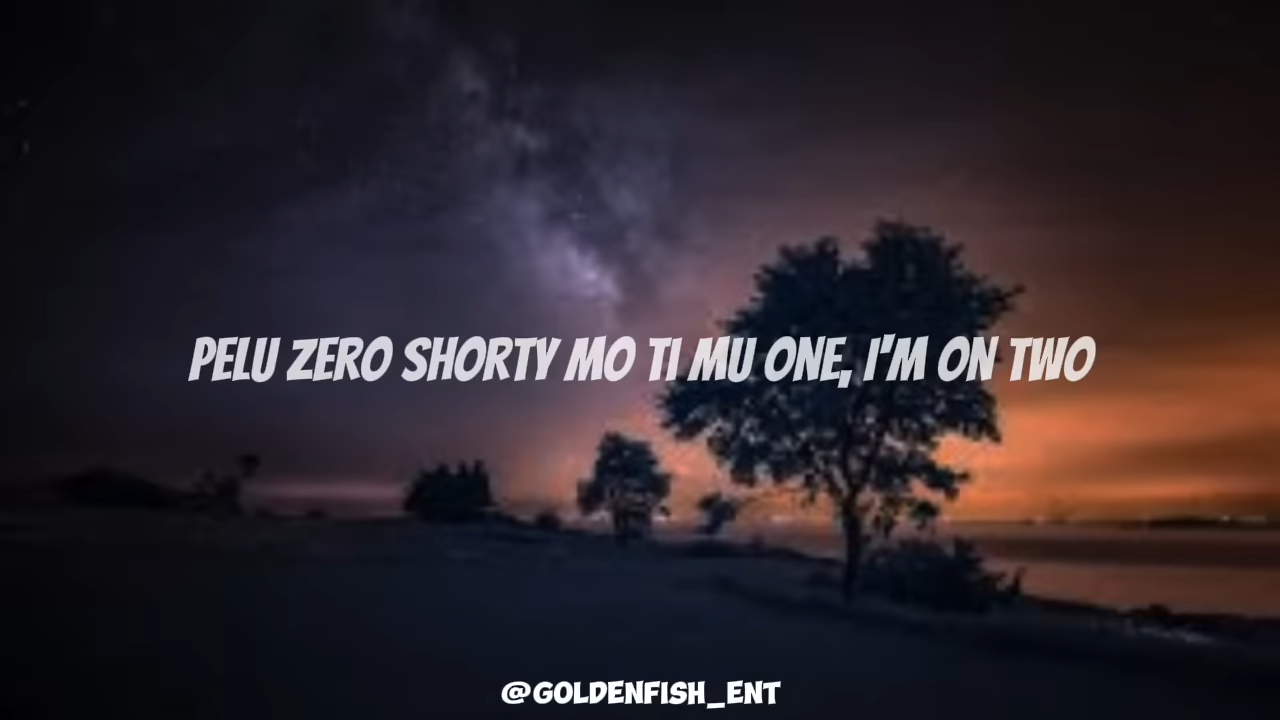 PELU ZERO SHORTY MO TI MU ONE, I'M ON TWO
@GOLDENFISH_ENT